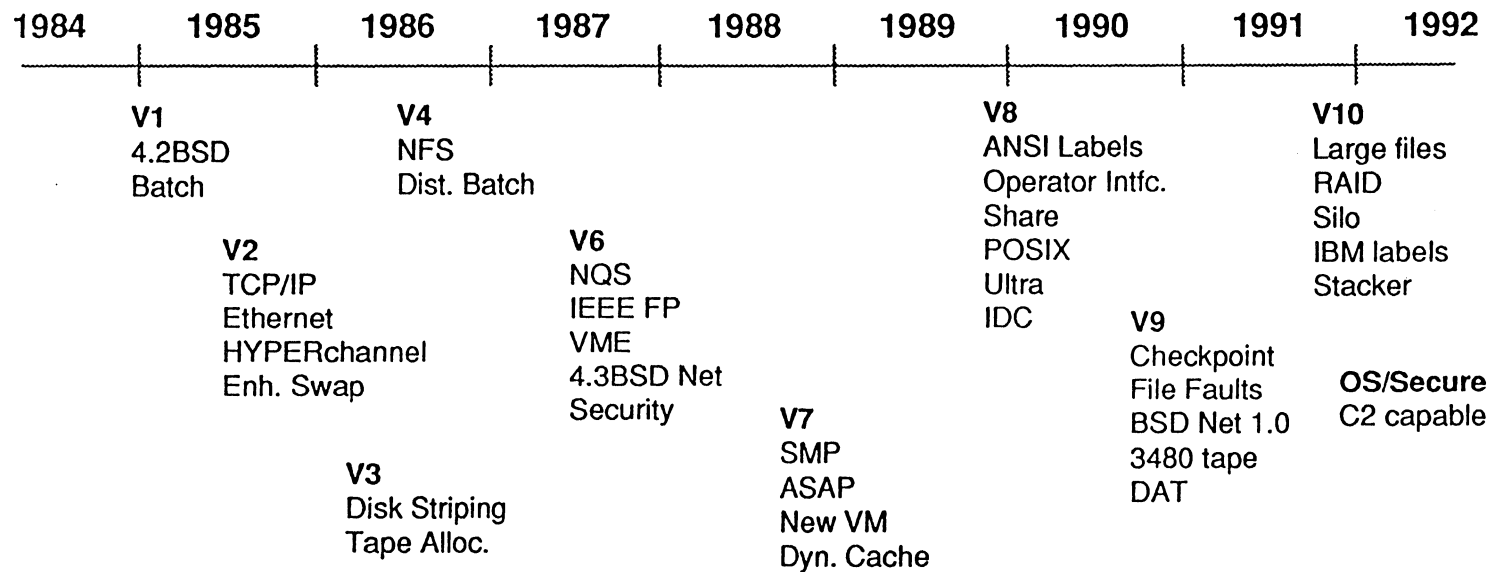 1984 1985 1986 1987 1988 1989 1990 1991 1992
V1
4.2BSD
Batch
V2
TCP/IP
Ethernet
HYPERchannel
Enh. Swap
V3
Disk Striping
Tape Alloc.
V4
NFS
Dist. Batch
V6
NQS
IEEE FP
VME
4.3BSD Net
Security
V7
SMP
ASAP
New VM
Dyn. Cache
V8
ANSI Labels
Operator Intfc.
Share
POSIX
Ultra
IDC
V9
Checkpoint
File Faults
BSD Net 1.0
3480 tape
DAT
V10
Large files
RAID
Silo
IBM labels
Stacker
OS/Secure
C2 capable